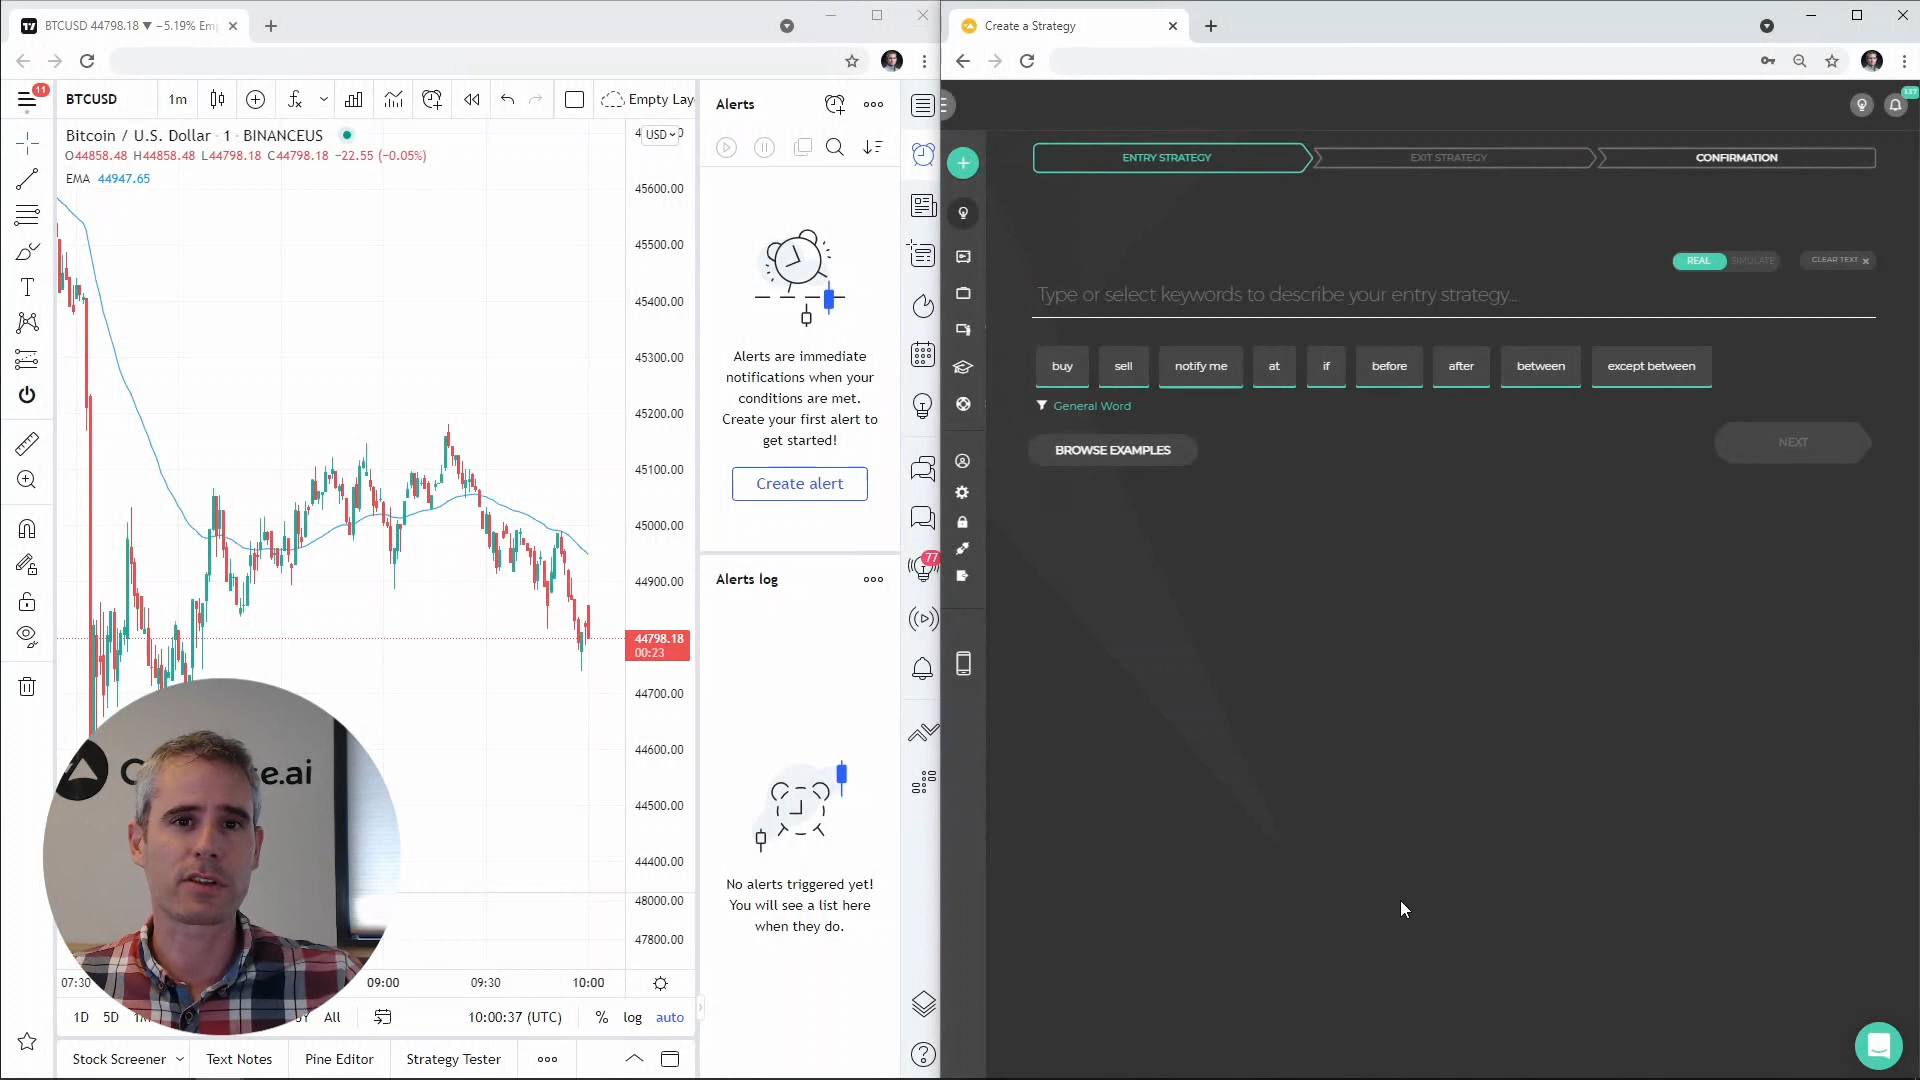 BTCUSD 44798.18 ▼ −5.19% Em
Create a Strategy
11
BTCUSD
1m
Empty Lay
Alerts
137
Bitcoin / U.S. Dollar · 1 · BINANCEUS
USD
O44858.48 H44858.48 L44798.18 C44798.18 −22.55 (−0.05%)
EMA 44947.65
45600.00
45500.00
45400.00
45300.00
45200.00
45100.00
45000.00
44900.00
44798.18
00:23
44700.00
44600.00
44500.00
44400.00
48000.00
47800.00
Alerts are immediate
notifications when your
conditions are met.
Create your first alert to
get started!
Create alert
Alerts log
77
No alerts triggered yet!
You will see a list here
when they do.
ENTRY STRATEGY
EXIT STRATEGY
CONFIRMATION
REAL
SIMULATE
CLEAR TEXT
Type or select keywords to describe your entry strategy...
buy
sell
notify me
at
if
before
after
between
except between
General Word
BROWSE EXAMPLES
NEXT
e.ai
07:30
09:00
09:30
10:00
1D
5D
All
10:00:37 (UTC)
%
log
auto
Stock Screener
Text Notes
Pine Editor
Strategy Tester